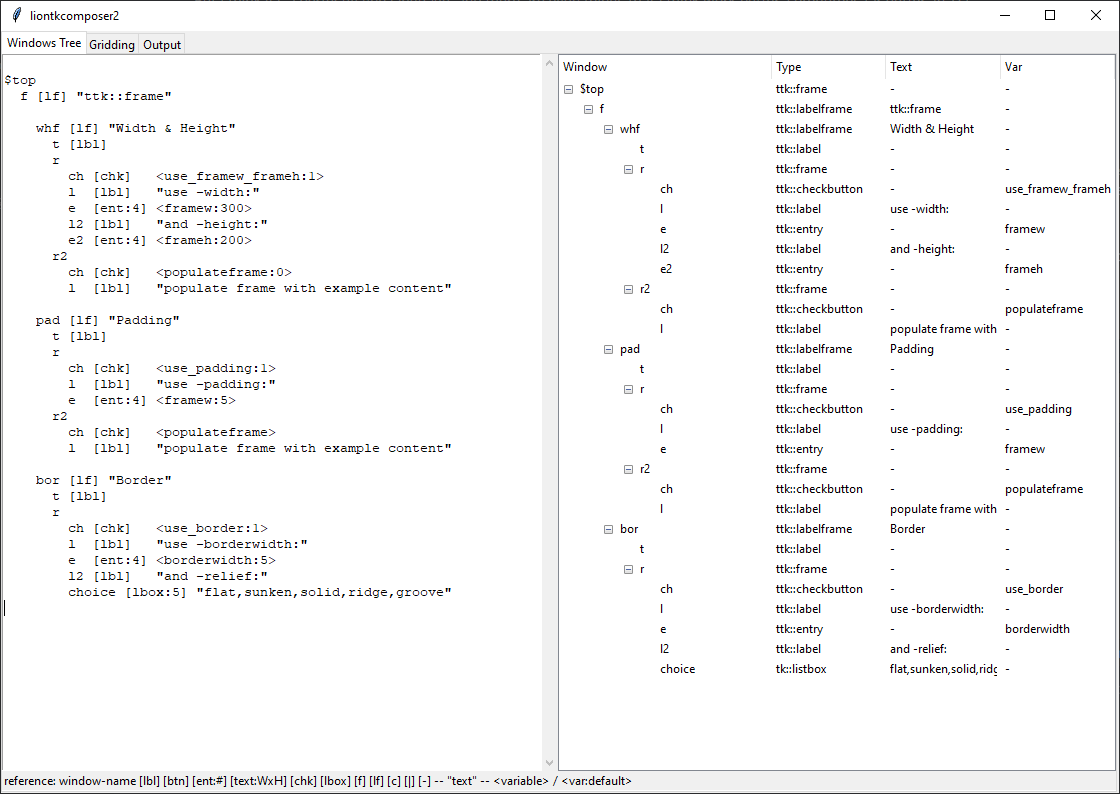 liontkcomposer2
Windows Tree Gridding Output
$top
f [lf] "ttk::frame"
whf [lf] "Width & Height"
t [lbl]
r
ch [chk] <use_framew_frameh:1>
l [lbl] "use -width:"
e [ent:4] <framew:300>
l2 [lbl] "and -height:"
e2 [ent:4] <frameh:200>
r2
ch [chk] <populateframe:0>
l [lbl] "populate frame with example content"
pad [lf] "Padding"
t [lbl]
r
ch [chk] <use_padding:1>
l [lbl] "use -padding:"
e [ent:4] <framew:5>
r2
ch [chk] <populateframe>
l [lbl] "populate frame with example content"
bor [lf] "Border"
t [lbl]
r
ch [chk] <use_border:1>
l [lbl] "use -borderwidth:"
e [ent:4] <borderwidth:5>
l2 [lbl] "and -relief:"
choice [lbox:5] "flat,sunken,solid,ridge,groove"
Window Type Text Var
$top ttk::frame - -
f ttk::labelframe ttk::frame -
whf ttk::labelframe Width & Height -
t ttk::label - -
r ttk::frame - -
ch ttk::checkbutton - use_framew_frameh
l ttk::label use -width: -
e ttk::entry - framew
l2 ttk::label and -height: -
e2 ttk::entry - frameh
r2 ttk::frame - -
ch ttk::checkbutton - populateframe
l ttk::label populate frame with -
pad ttk::labelframe Padding -
t ttk::label - -
r ttk::frame - -
ch ttk::checkbutton - use_padding
l ttk::label use -padding: -
e ttk::entry - framew
r2 ttk::frame - -
ch ttk::checkbutton - populateframe
l ttk::label populate frame with -
bor ttk::labelframe Border -
t ttk::label - -
r ttk::frame - -
ch ttk::checkbutton - use_border
l ttk::label use -borderwidth: -
e ttk::entry - borderwidth
l2 ttk::label and -relief: -
choice tk::listbox flat,sunken,solid,ridg -
reference: window-name [lbl] [btn] [ent:#] [text:WxH] [chk] [lbox] [f] [lf] [c] [|] [-] -- "text" -- <variable> / <var:default>